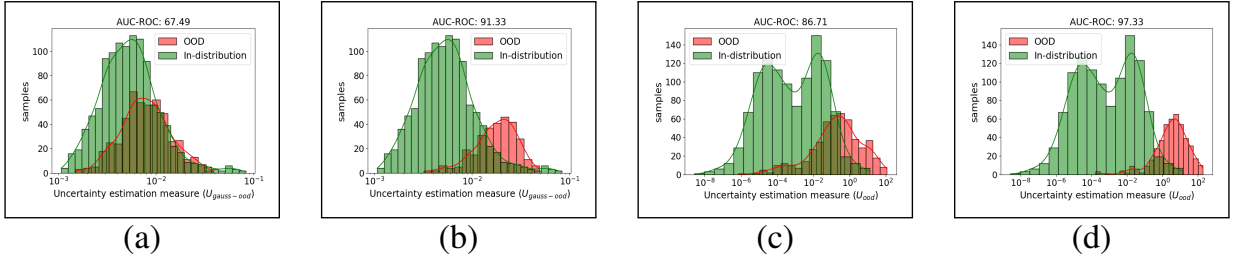 AUC-ROC: 67.49
OOD
In-distribution
samples
100
80
60
40
20
0
10⁻³ 10⁻² 10⁻¹
Uncertainty estimation measure (U_gauss−ood)
(a)
AUC-ROC: 91.33
OOD
In-distribution
samples
100
80
60
40
20
0
10⁻³ 10⁻² 10⁻¹
Uncertainty estimation measure (U_gauss−ood)
(b)
AUC-ROC: 86.71
OOD
In-distribution
samples
140
120
100
80
60
40
20
0
10⁻⁸ 10⁻⁶ 10⁻⁴ 10⁻² 10⁰ 10²
Uncertainty estimation measure (U_ood)
(c)
AUC-ROC: 97.33
OOD
In-distribution
samples
140
120
100
80
60
40
20
0
10⁻⁸ 10⁻⁶ 10⁻⁴ 10⁻² 10⁰ 10²
Uncertainty estimation measure (U_ood)
(d)